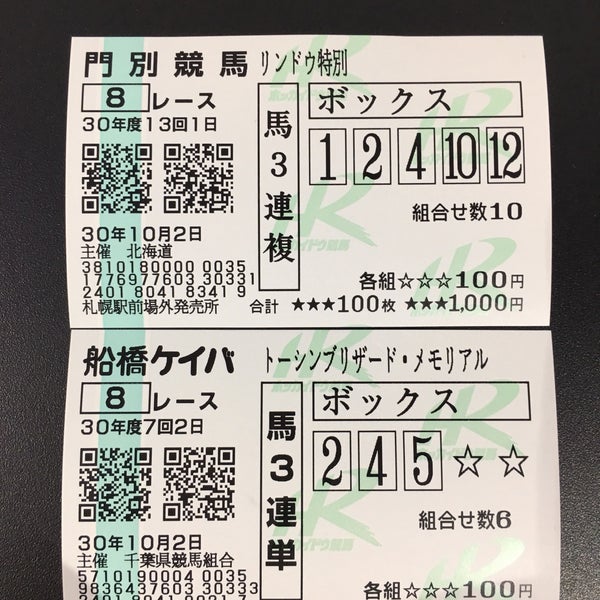 門別競馬 リンドウ特別
8 レース
30年度13回1日
馬3連複
ボックス
1 2 4 10 12
組合せ数10
30年10月2日
主催 北海道
3810180000 0035
1776977603 30331
2401 8041 8341 9
札幌駅前場外発売所
各組☆☆☆100円
合計 ★★★100枚 ★★★1,000円
船橋ケイバ トーシンブリザード・メモリアル
8 レース
30年度7回2日
馬3連単
ボックス
2 4 5 ☆ ☆
組合せ数6
30年10月2日
主催 千葉県競馬組合
5710190004 0035
9836437603 30333
各組☆☆☆100円